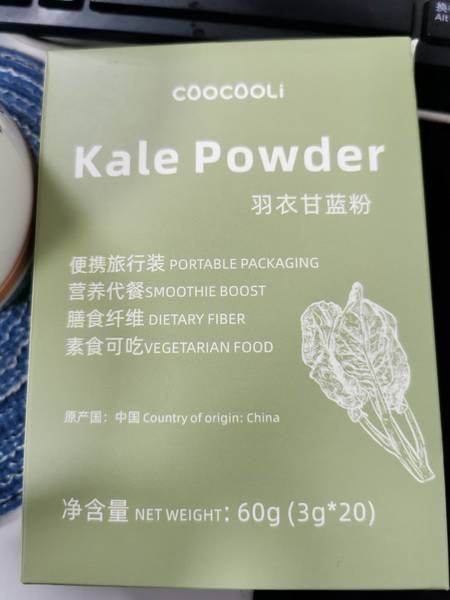 COOCOOLi
Kale Powder
羽衣甘蓝粉
便携旅行装 PORTABLE PACKAGING
营养代餐SMOOTHIE BOOST
膳食纤维 DIETARY FIBER
素食可吃VEGETARIAN FOOD
原产国：中国 Country of origin: China
净含量 NET WEIGHT: 60g (3g*20)
Alt